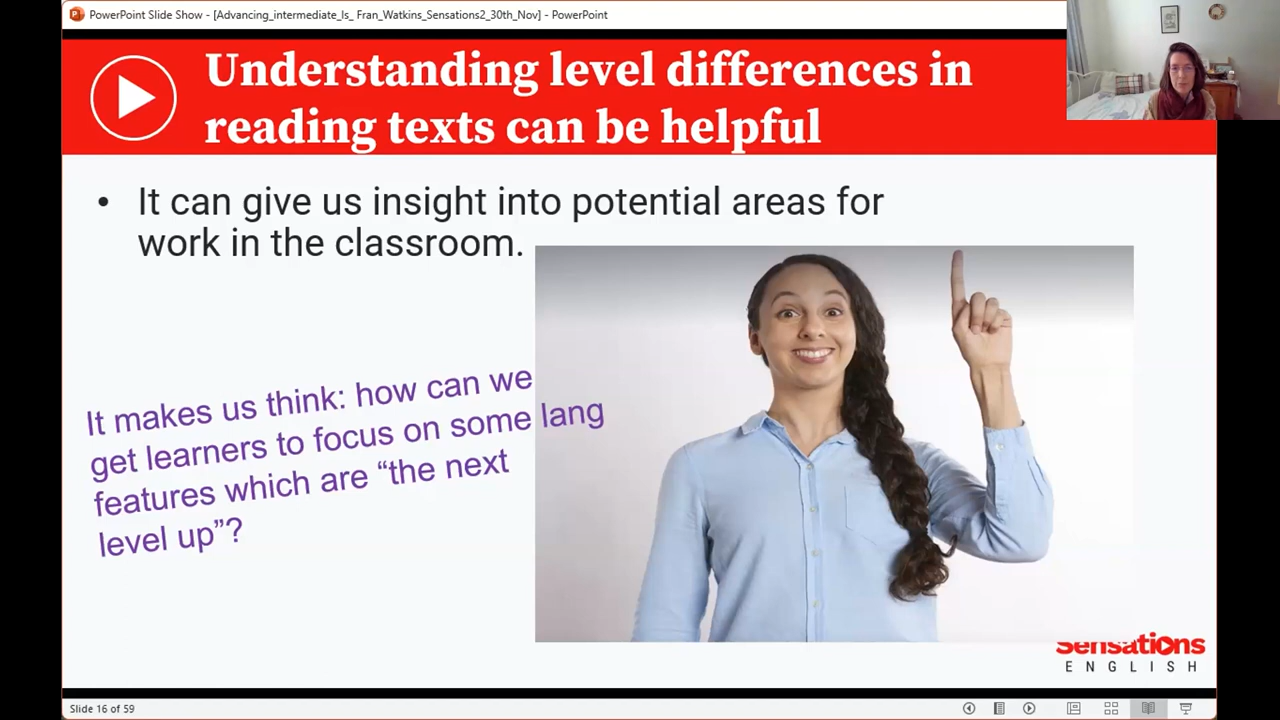 PowerPoint Slide Show - [Advancing_intermediate_ls_ Fran_Watkins_Sensations2_30th_Nov] - PowerPoint
Understanding level differences in
reading texts can be helpful
• It can give us insight into potential areas for
work in the classroom.
It makes us think: how can we
get learners to focus on some lang
features which are “the next
level up”?
Sensations
ENGLISH
Slide 16 of 59